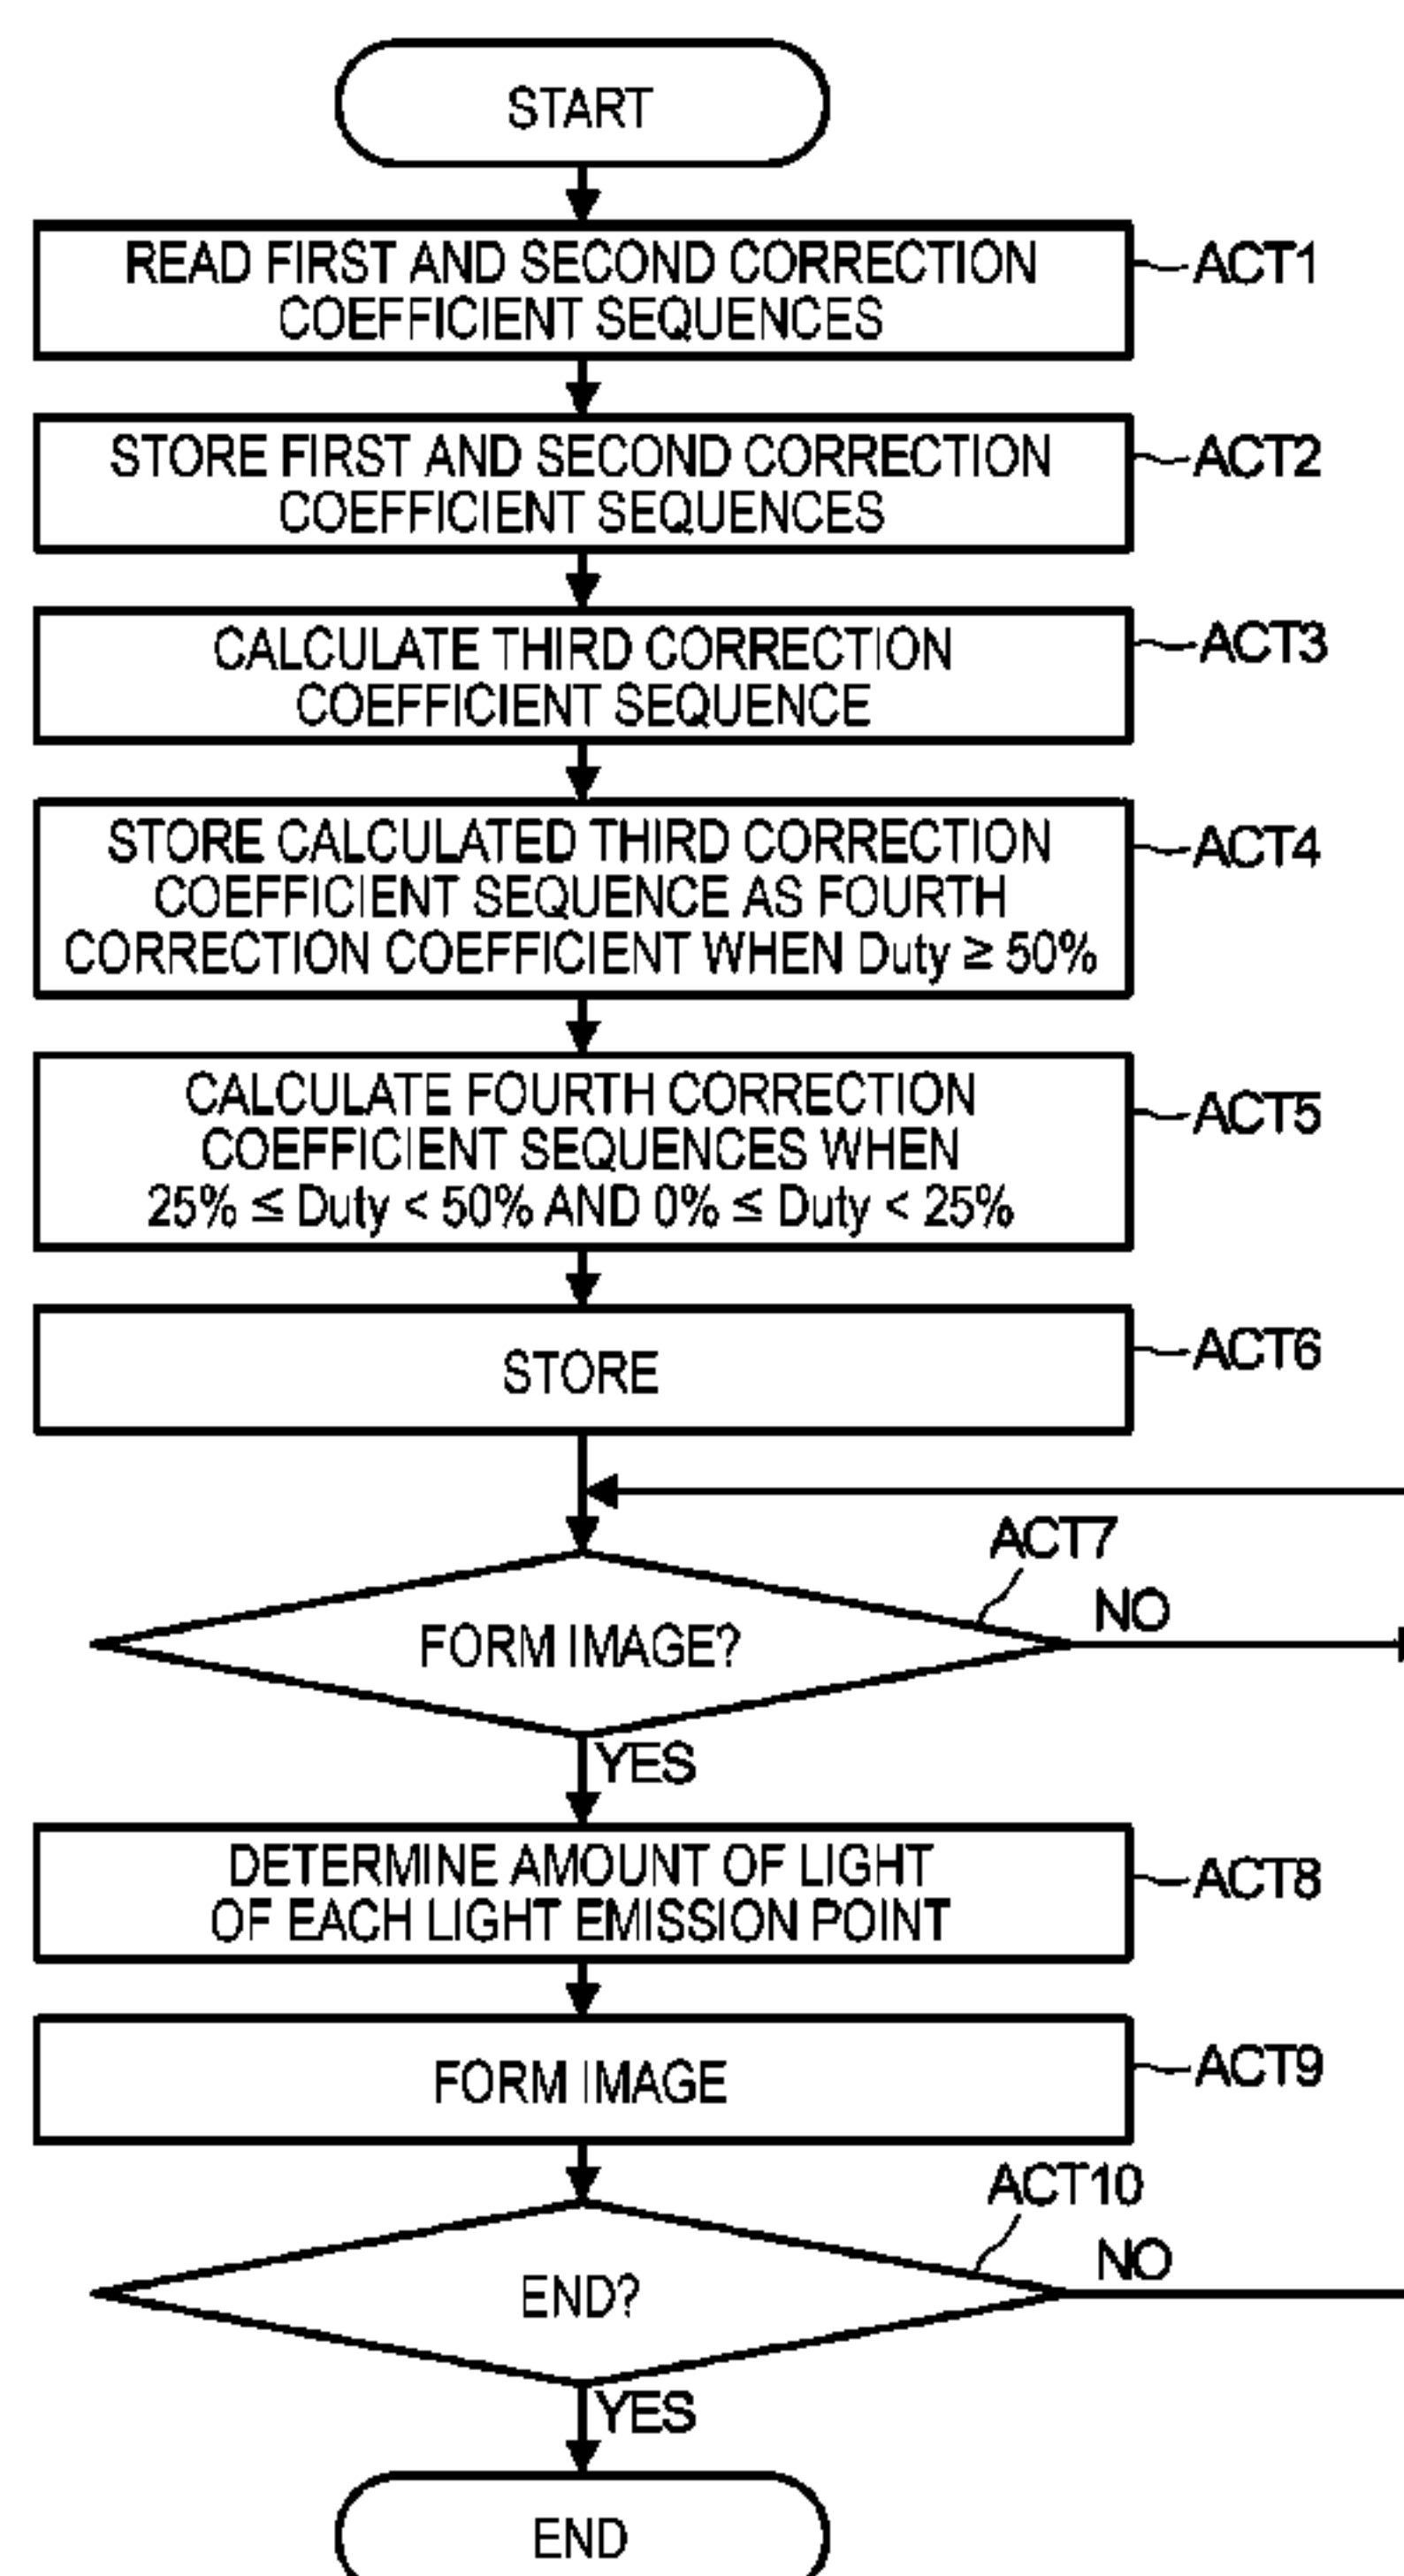 START
READ FIRST AND SECOND CORRECTION
COEFFICIENT SEQUENCES
ACT1
STORE FIRST AND SECOND CORRECTION
COEFFICIENT SEQUENCES
ACT2
CALCULATE THIRD CORRECTION
COEFFICIENT SEQUENCE
ACT3
STORE CALCULATED THIRD CORRECTION
COEFFICIENT SEQUENCE AS FOURTH
CORRECTION COEFFICIENT WHEN Duty ≥ 50%
ACT4
CALCULATE FOURTH CORRECTION
COEFFICIENT SEQUENCES WHEN
25% ≤ Duty < 50% AND 0% ≤ Duty < 25%
ACT5
STORE
ACT6
ACT7
FORM IMAGE?
NO
YES
DETERMINE AMOUNT OF LIGHT
OF EACH LIGHT EMISSION POINT
ACT8
FORM IMAGE
ACT9
ACT10
END?
NO
YES
END